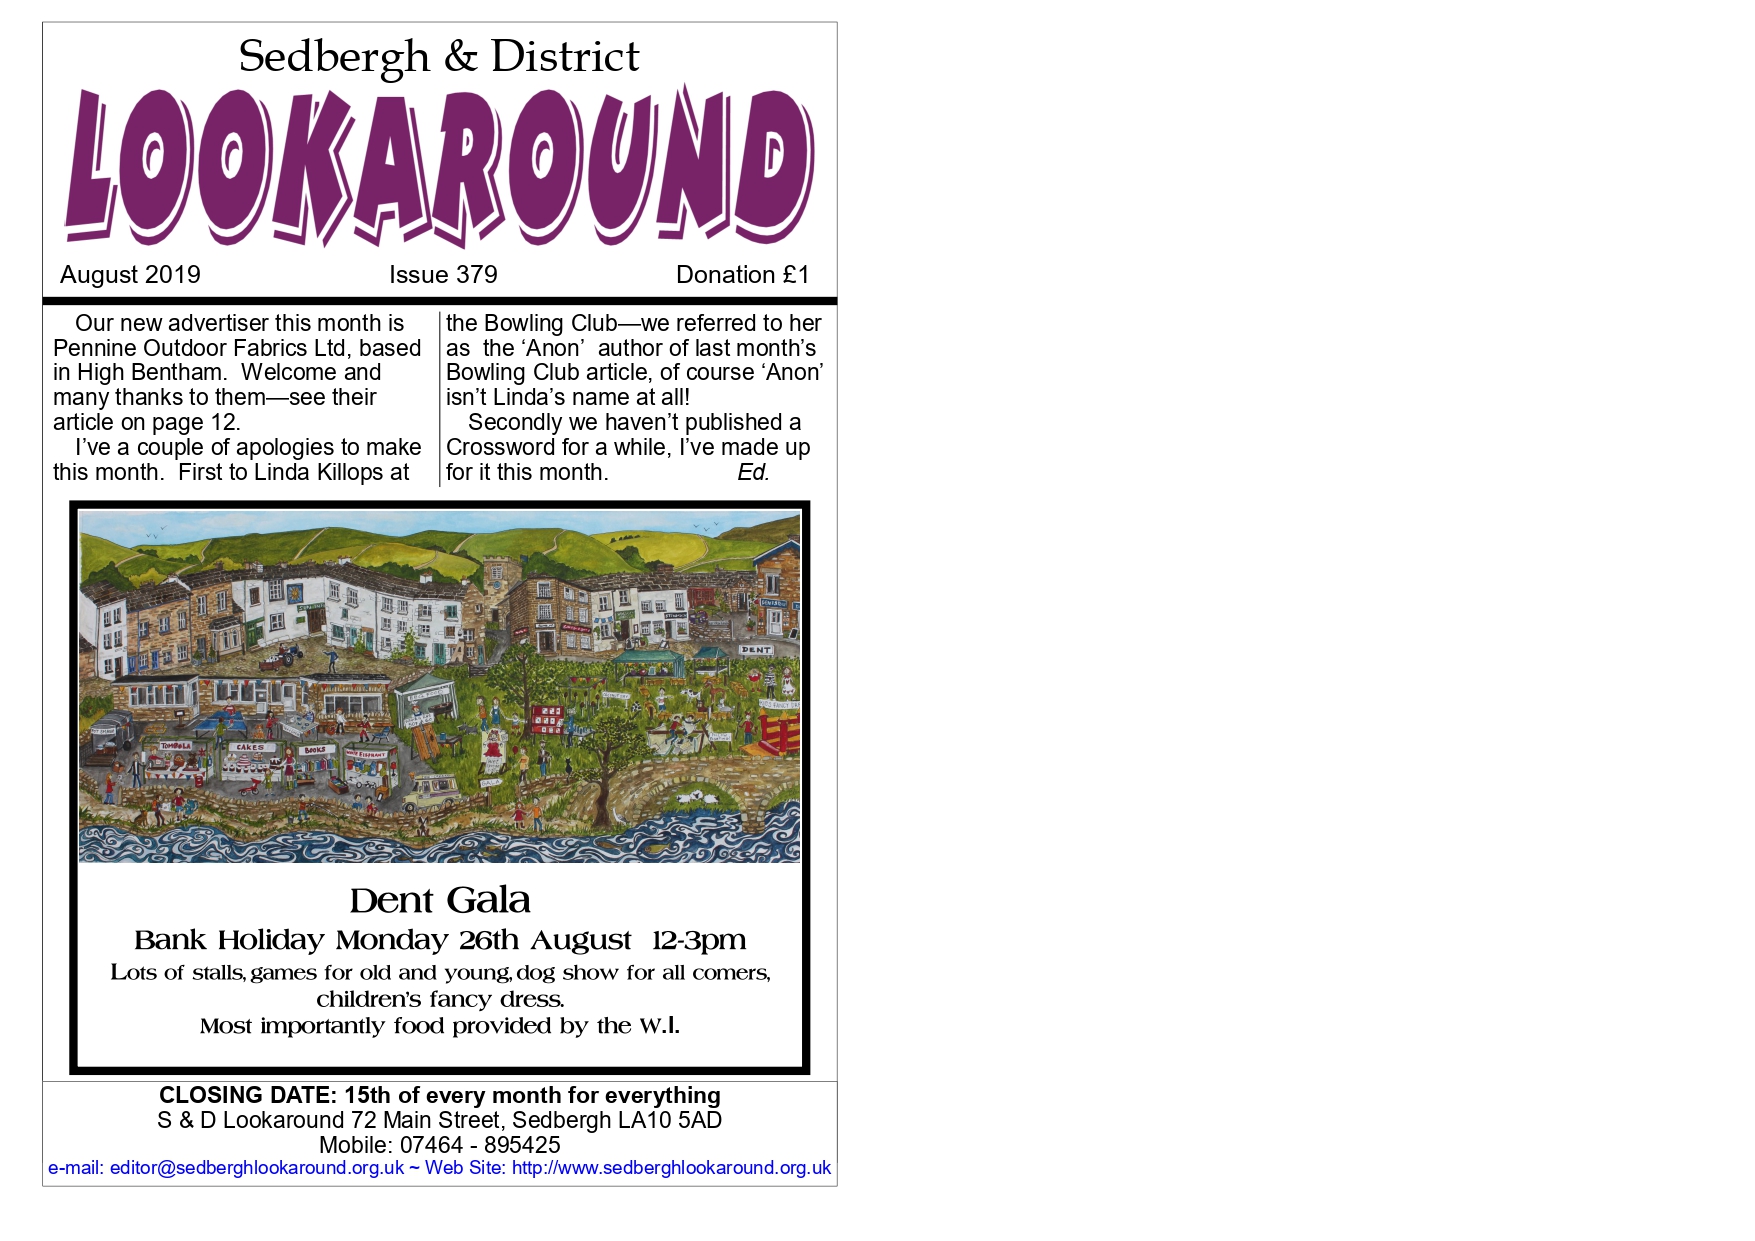 Sedbergh & District
LOOKAROUND
August 2019 Issue 379 Donation £1
Our new advertiser this month is
Pennine Outdoor Fabrics Ltd, based
in High Bentham.  Welcome and
many thanks to them—see their
article on page 12.
I’ve a couple of apologies to make
this month.  First to Linda Killops at
the Bowling Club—we referred to her
as  the ‘Anon’  author of last month’s
Bowling Club article, of course ‘Anon’
isn’t Linda’s name at all!
Secondly we haven’t published a
Crossword for a while, I’ve made up
for it this month. Ed.
DENT
TOMBOLA
CAKES
BOOKS
WHITE ELEPHANT
GALA
Dent Gala
Bank Holiday Monday 26th August  12-3pm
Lots of stalls, games for old and young, dog show for all comers,
children’s fancy dress.
Most importantly food provided by the W.I.
CLOSING DATE: 15th of every month for everything
S & D Lookaround 72 Main Street, Sedbergh LA10 5AD
Mobile: 07464 - 895425
e-mail: editor@sedberghlookaround.org.uk ~ Web Site: http://www.sedberghlookaround.org.uk